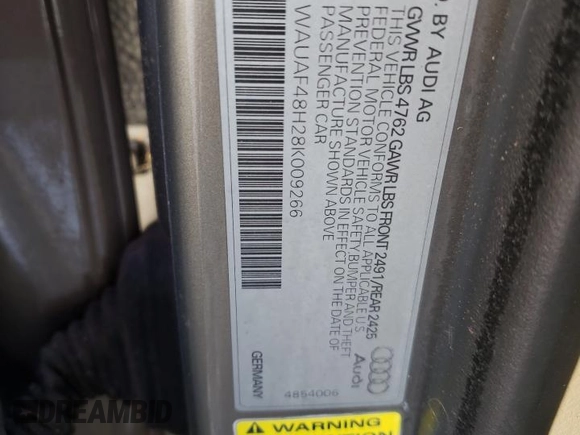 D. BY AUDI AG
GVWR LBS 4762 GAWR LBS FRONT 2491/REAR 2425
THIS VEHICLE CONFORMS TO ALL APPLICABLE U.S.
FEDERAL MOTOR VEHICLE SAFETY BUMPER AND THEFT
PREVENTION STANDARDS IN EFFECT ON THE DATE OF
MANUFACTURE SHOWN ABOVE
PASSENGER CAR
WAUAF48H28K009266
GERMANY
Audi
4854006
WARNING
DREAMBID